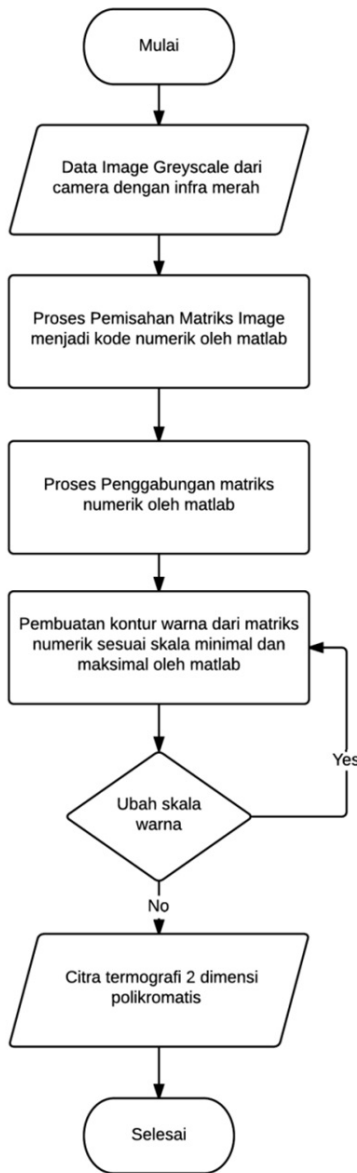 Mulai
Data Image Greyscale dari
camera dengan infra merah
Proses Pemisahan Matriks Image
menjadi kode numerik oleh matlab
Proses Penggabungan matriks
numerik oleh matlab
Pembuatan kontur warna dari matriks
numerik sesuai skala minimal dan
maksimal oleh matlab
Yes
Ubah skala
warna
No
Citra termografi 2 dimensi
polikromatis
Selesai